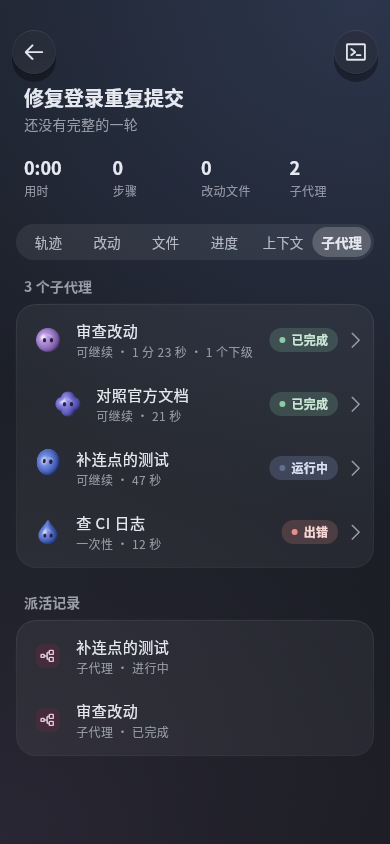 修复登录重复提交
还没有完整的一轮
0:00 0 0 2
用时 步骤 改动文件 子代理
轨迹 改动 文件 进度 上下文 子代理
3 个子代理
审查改动
可继续 · 1 分 23 秒 · 1 个下级
已完成
对照官方文档
可继续 · 21 秒
已完成
补连点的测试
可继续 · 47 秒
运行中
查 CI 日志
一次性 · 12 秒
出错
派活记录
补连点的测试
子代理 · 进行中
审查改动
子代理 · 已完成